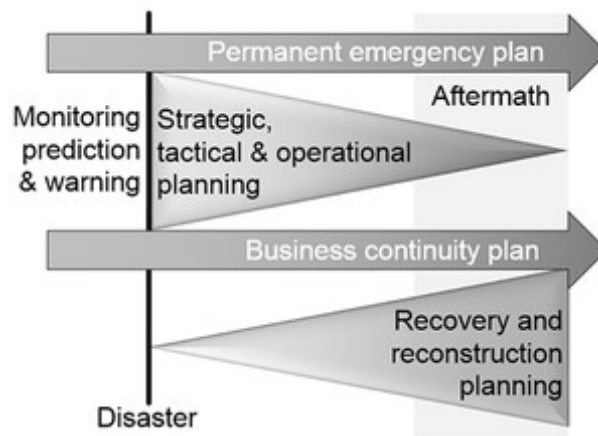 Permanent emergency plan
Aftermath
Monitoring
prediction
& warning
Strategic,
tactical & operational
planning
Business continuity plan
Recovery and
reconstruction
planning
Disaster